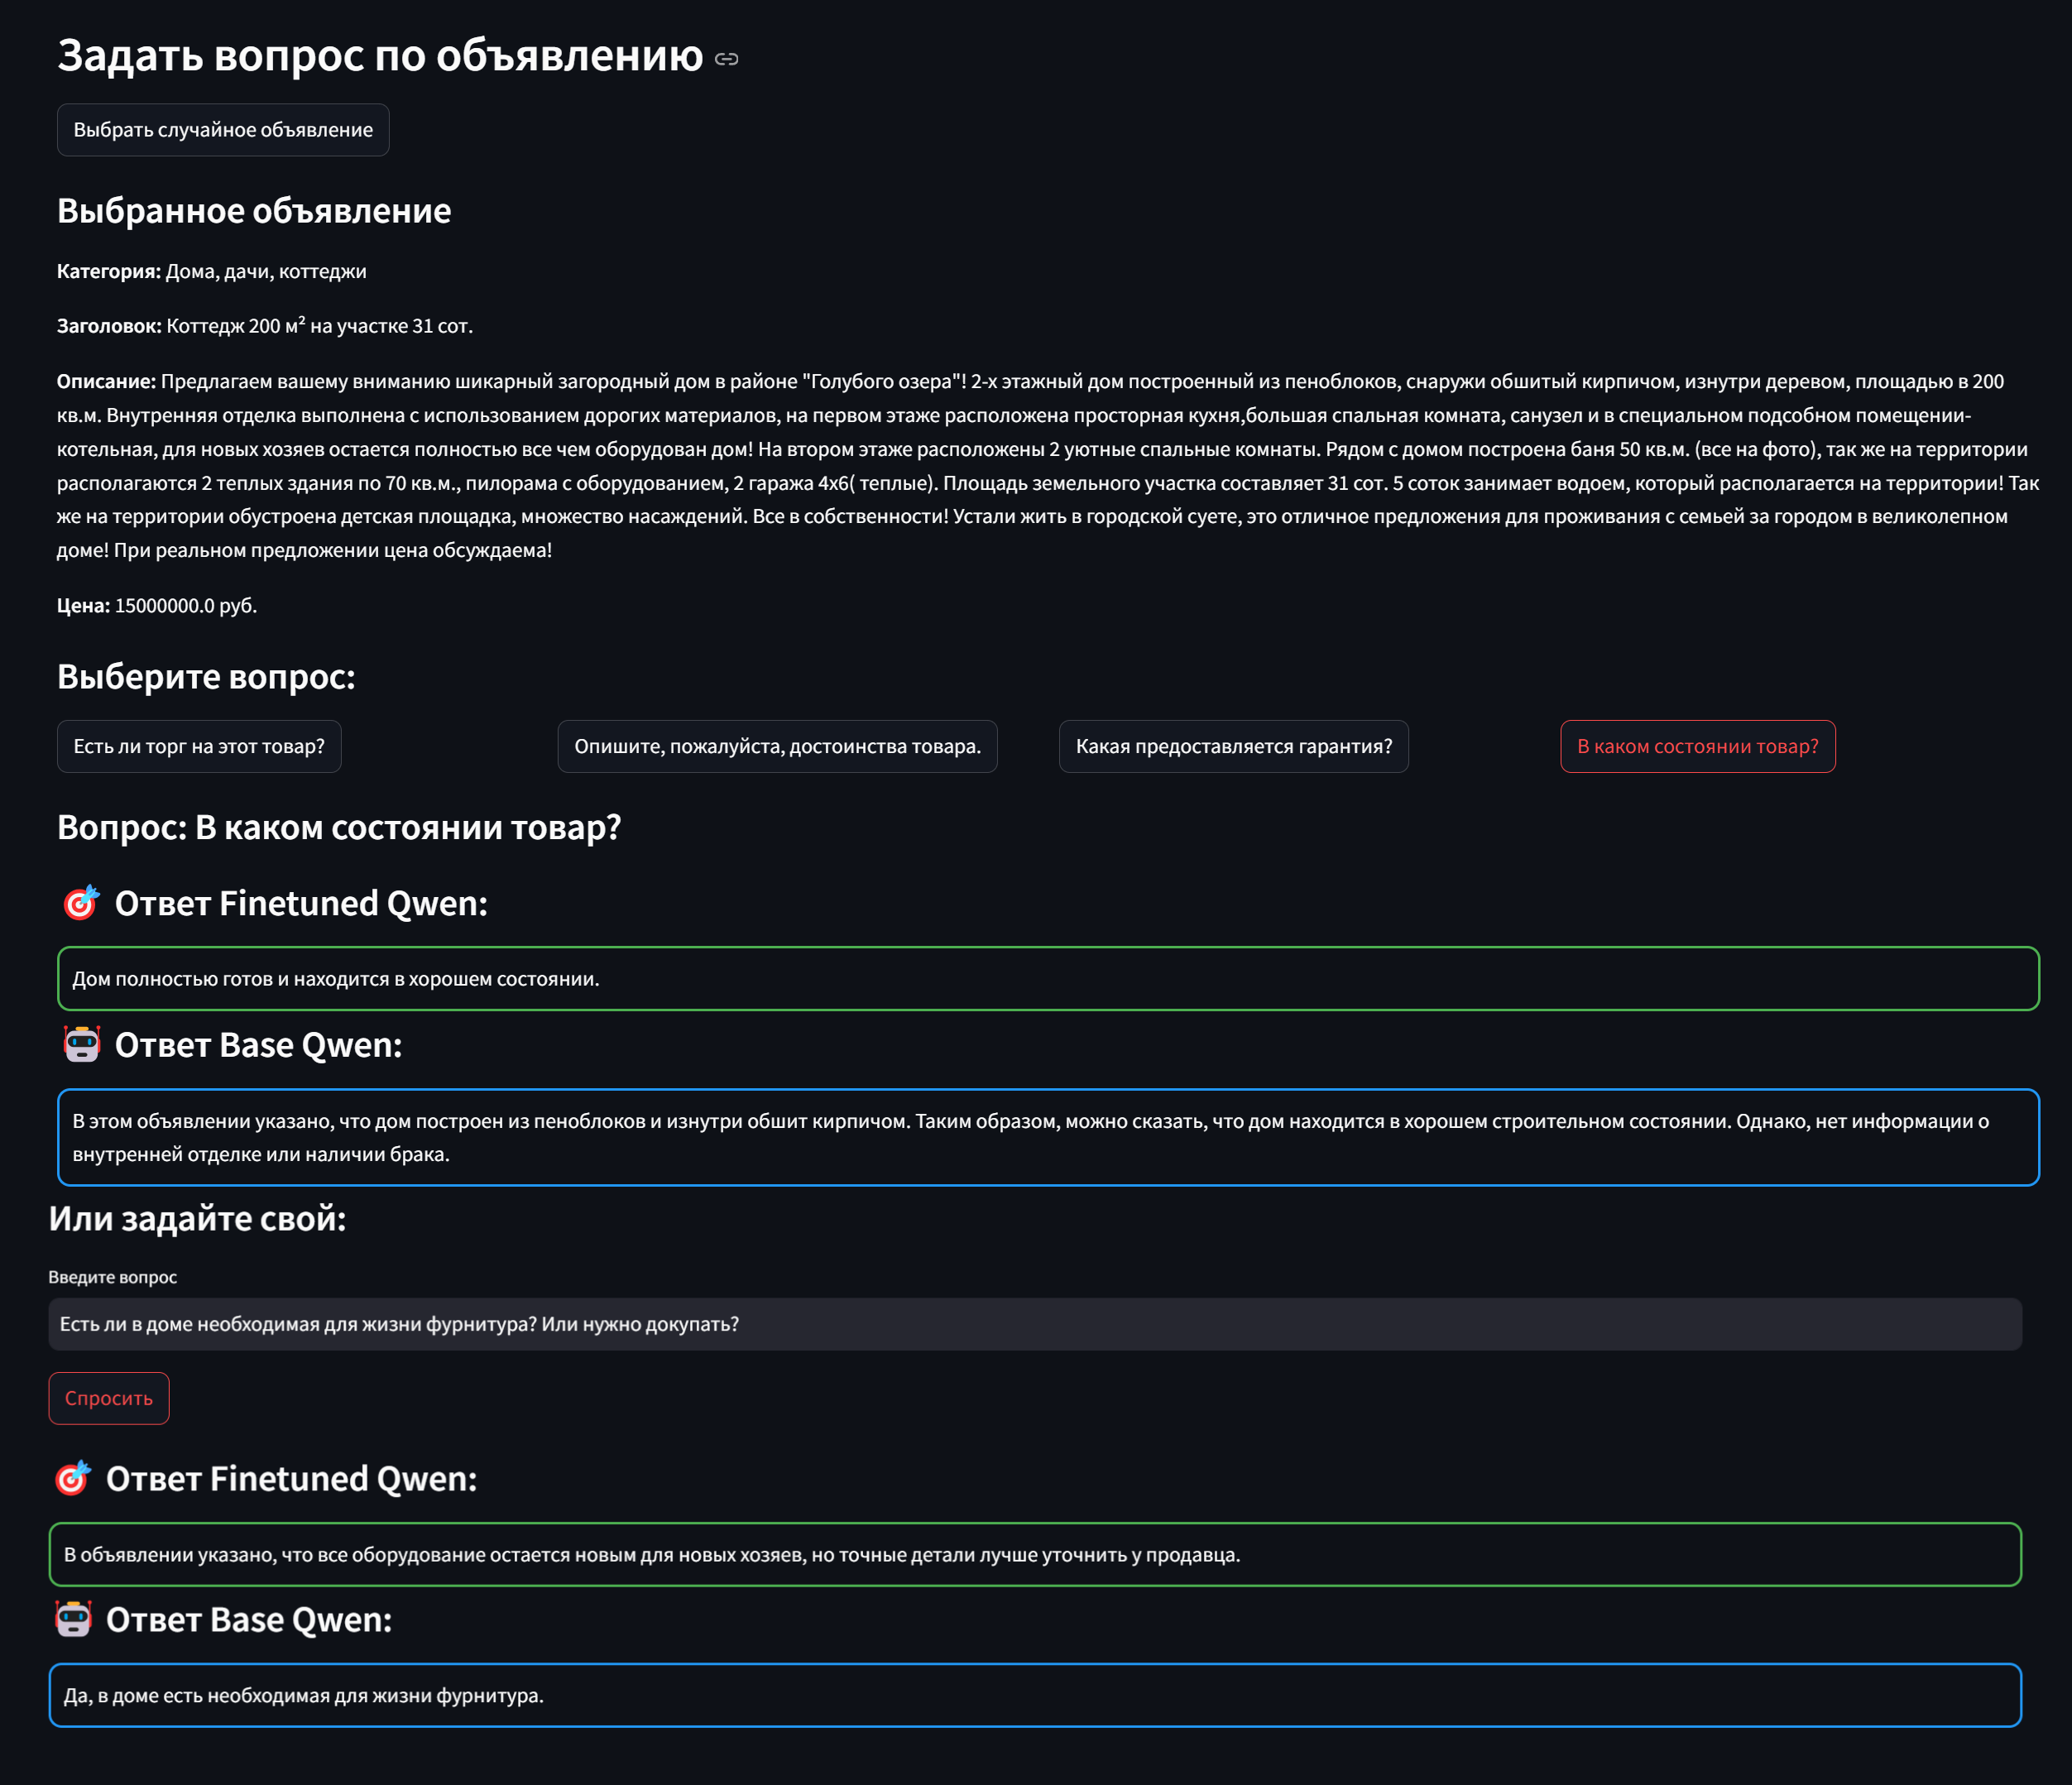 Задать вопрос по объявлению
Выбрать случайное объявление
Выбранное объявление
Категория: Дома, дачи, коттеджи
Заголовок: Коттедж 200 м² на участке 31 сот.
Описание: Предлагаем вашему вниманию шикарный загородный дом в районе "Голубого озера"! 2-х этажный дом построенный из пеноблоков, снаружи обшитый кирпичом, изнутри деревом, площадью в 200
кв.м. Внутренняя отделка выполнена с использованием дорогих материалов, на первом этаже расположена просторная кухня,большая спальная комната, санузел и в специальном подсобном помещении-
котельная, для новых хозяев остается полностью все чем оборудован дом! На втором этаже расположены 2 уютные спальные комнаты. Рядом с домом построена баня 50 кв.м. (все на фото), так же на территории
располагаются 2 теплых здания по 70 кв.м., пилорама с оборудованием, 2 гаража 4х6( теплые). Площадь земельного участка составляет 31 сот. 5 соток занимает водоем, который располагается на территории! Так
же на территории обустроена детская площадка, множество насаждений. Все в собственности! Устали жить в городской суете, это отличное предложения для проживания с семьей за городом в великолепном
доме! При реальном предложении цена обсуждаема!
Цена: 15000000.0 руб.
Выберите вопрос:
Есть ли торг на этот товар?
Опишите, пожалуйста, достоинства товара.
Какая предоставляется гарантия?
В каком состоянии товар?
Вопрос: В каком состоянии товар?
Ответ Finetuned Qwen:
Дом полностью готов и находится в хорошем состоянии.
Ответ Base Qwen:
В этом объявлении указано, что дом построен из пеноблоков и изнутри обшит кирпичом. Таким образом, можно сказать, что дом находится в хорошем строительном состоянии. Однако, нет информации о
внутренней отделке или наличии брака.
Или задайте свой:
Введите вопрос
Есть ли в доме необходимая для жизни фурнитура? Или нужно докупать?
Спросить
Ответ Finetuned Qwen:
В объявлении указано, что все оборудование остается новым для новых хозяев, но точные детали лучше уточнить у продавца.
Ответ Base Qwen:
Да, в доме есть необходимая для жизни фурнитура.